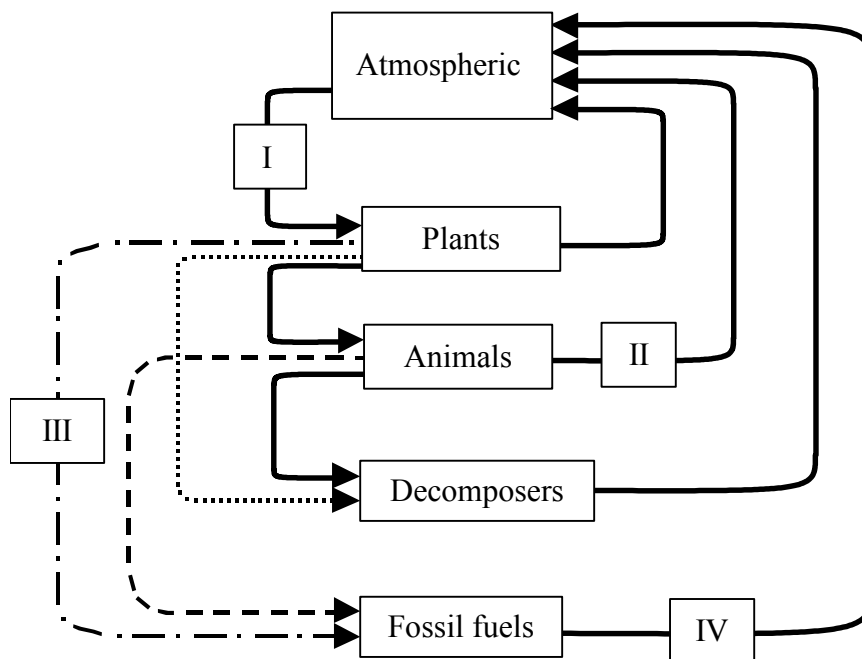 Atmospheric
I
Plants
Animals
II
III
Decomposers
Fossil fuels
IV